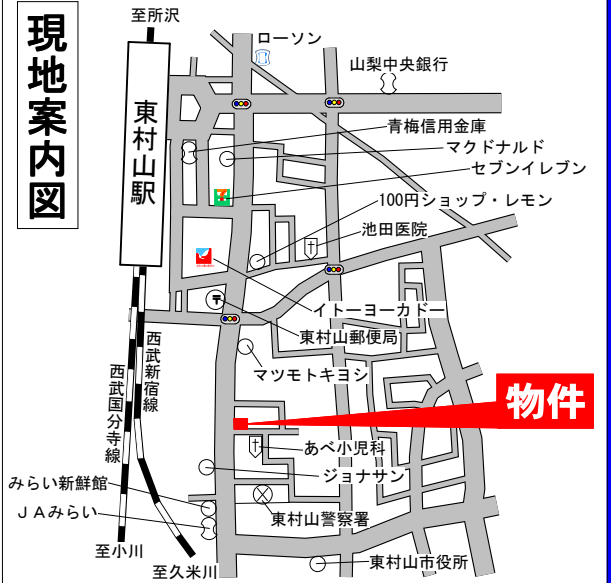 現地案内図
至所沢
東村山駅
ローソン
山梨中央銀行
青梅信用金庫
マクドナルド
セブンイレブン
100円ショップ・レモン
池田医院
イトーヨーカドー
〒
東村山郵便局
マツモトキヨシ
西武新宿線
西武国分寺線
物件
あべ小児科
ジョナサン
みらい新鮮館
ＪＡみらい
東村山警察署
至小川
至久米川
東村山市役所